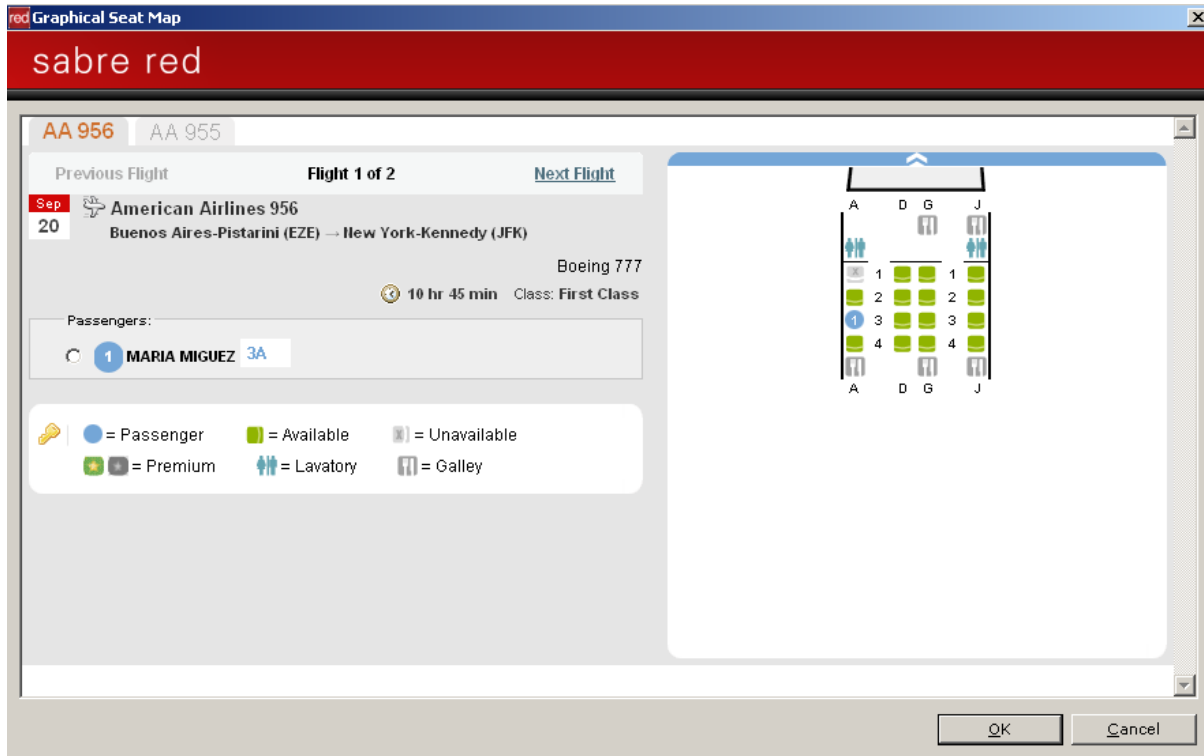 red Graphical Seat Map
sabre red
AA 956 AA 955
Previous Flight Flight 1 of 2 Next Flight
Sep
20
American Airlines 956
Buenos Aires-Pistarini (EZE) → New York-Kennedy (JFK)
Boeing 777
10 hr 45 min Class: First Class
Passengers:
1 MARIA MIGUEZ 3A
= Passenger = Available x = Unavailable
= Premium = Lavatory = Galley
A D G J
x 1 1
2 2
1 3 3
4 4
A D G J
OK Cancel